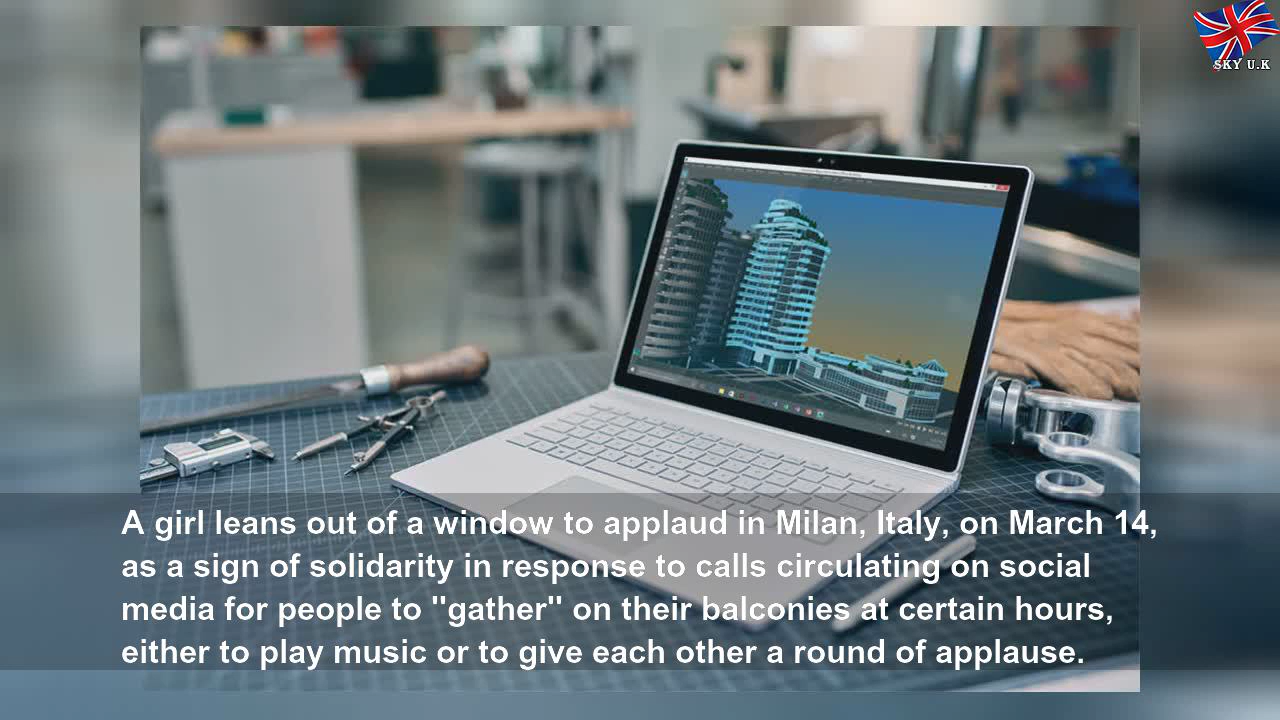 SKY U.K
A girl leans out of a window to applaud in Milan, Italy, on March 14,
as a sign of solidarity in response to calls circulating on social
media for people to "gather" on their balconies at certain hours,
either to play music or to give each other a round of applause.